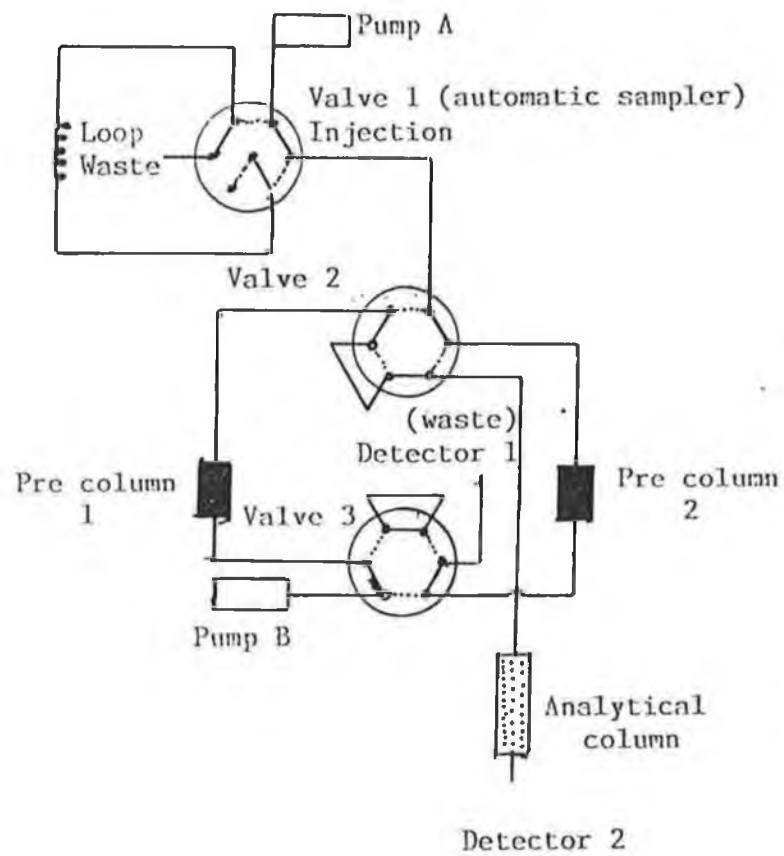 Pump A
Valve 1 (automatic sampler)
Injection
Loop
Waste
Valve 2
(waste)
Detector 1
Pre column
1
Valve 3
Pre column
2
Pump B
Analytical
column
Detector 2